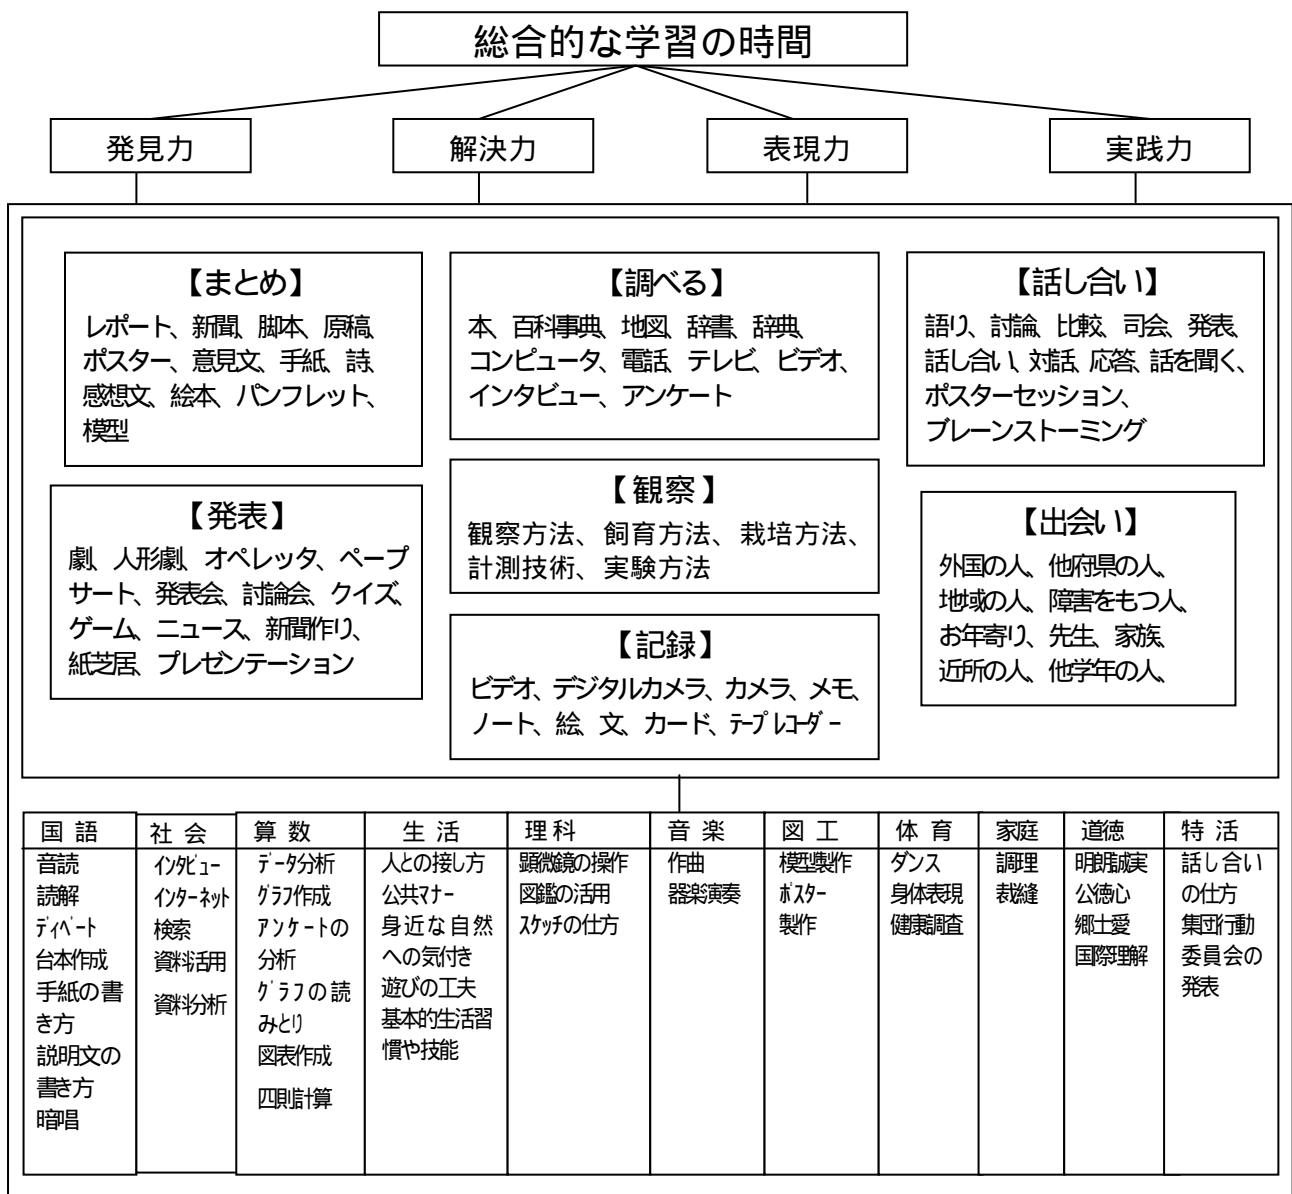 総合的な学習の時間
発見力
解決力
表現力
実践力
【まとめ】
レポート、新聞、脚本、原稿、
ポスター、意見文、手紙、詩、
感想文、絵本、パンフレット、
模型
【調べる】
本、百科事典、地図、辞書、辞典、
コンピュータ、電話、テレビ、ビデオ、
インタビュー、アンケート
【話し合い】
語り、討論、比較、司会、発表、
話し合い、対話、応答、話を聞く、
ポスターセッション、
ブレーンストーミング
【発表】
劇、人形劇、オペレッタ、ペープ
サート、発表会、討論会、クイズ、
ゲーム、ニュース、新聞作り、
紙芝居、プレゼンテーション
【観察】
観察方法、飼育方法、栽培方法、
計測技術、実験方法
【出会い】
外国の人、他府県の人、
地域の人、障害をもつ人、
お年寄り、先生、家族、
近所の人、他学年の人、
【記録】
ビデオ、デジタルカメラ、カメラ、メモ、
ノート、絵、文、カード、テープレコーダー
国語
音読
読解
ディベート
台本作成
手紙の書
き方
説明文の
書き方
暗唱
社会
インタビュー
インターネット
検索
資料活用
資料分析
算数
データ分析
グラフ作成
アンケートの
分析
グラフの読
みとり
図表作成
四則計算
生活
人との接し方
公共マナー
身近な自然
への気付き
遊びの工夫
基本的生活習
慣や技能
理科
顕微鏡の操作
図鑑の活用
スケッチの仕方
音楽
作曲
器楽演奏
図工
模型製作
ポスター
製作
体育
ダンス
身体表現
健康調査
家庭
調理
裁縫
道徳
明朗誠実
公徳心
郷土愛
国際理解
特活
話し合い
の仕方
集団行動
委員会の
発表